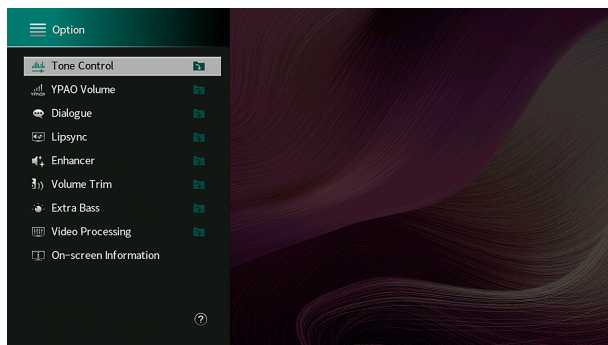 Option
Tone Control
YPAO Volume
Dialogue
Lipsync
Enhancer
Volume Trim
Extra Bass
Video Processing
On-screen Information
?